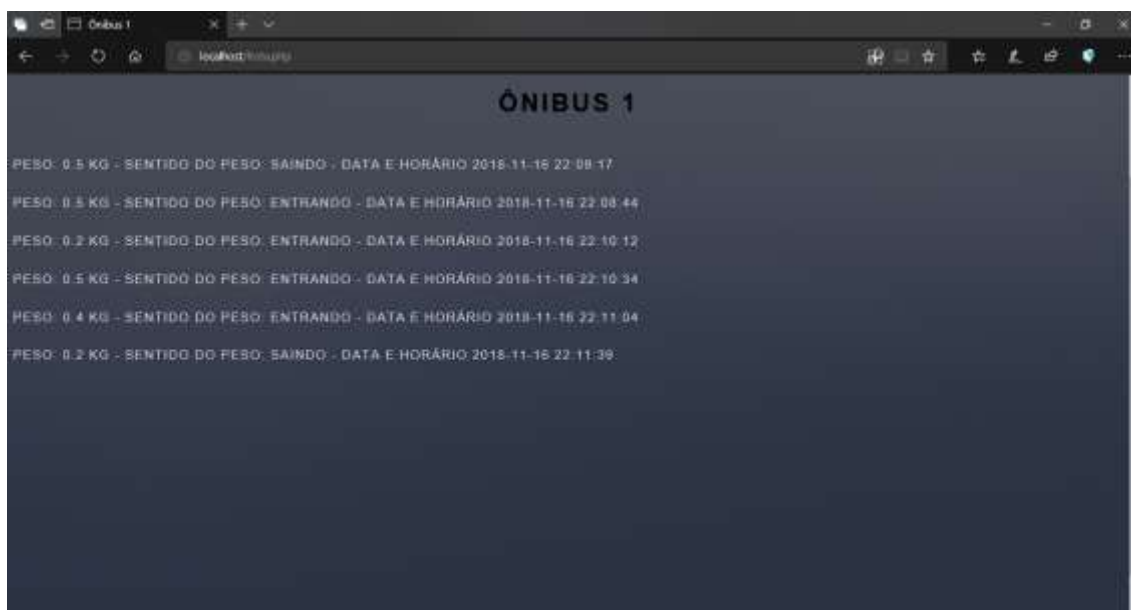 Ônibus 1
localhost
ÔNIBUS 1
PESO: 0.5 KG - SENTIDO DO PESO: SAINDO - DATA E HORÁRIO 2018-11-16
PESO: 0.5 KG - SENTIDO DO PESO: ENTRANDO - DATA E HORÁRIO 2018-11-16 22:08:44
PESO: 0.2 KG - SENTIDO DO PESO: ENTRANDO - DATA E HORÁRIO 2018-11-16 22:10:12
PESO: 0.5 KG - SENTIDO DO PESO: ENTRANDO - DATA E HORÁRIO 2018-11-16 22:10:34
PESO: 0.4 KG - SENTIDO DO PESO: ENTRANDO - DATA E HORÁRIO 2018-11-16 22:11:04
PESO: 0.2 KG - SENTIDO DO PESO: SAINDO - DATA E HORÁRIO 2018-11-16 22:11:39